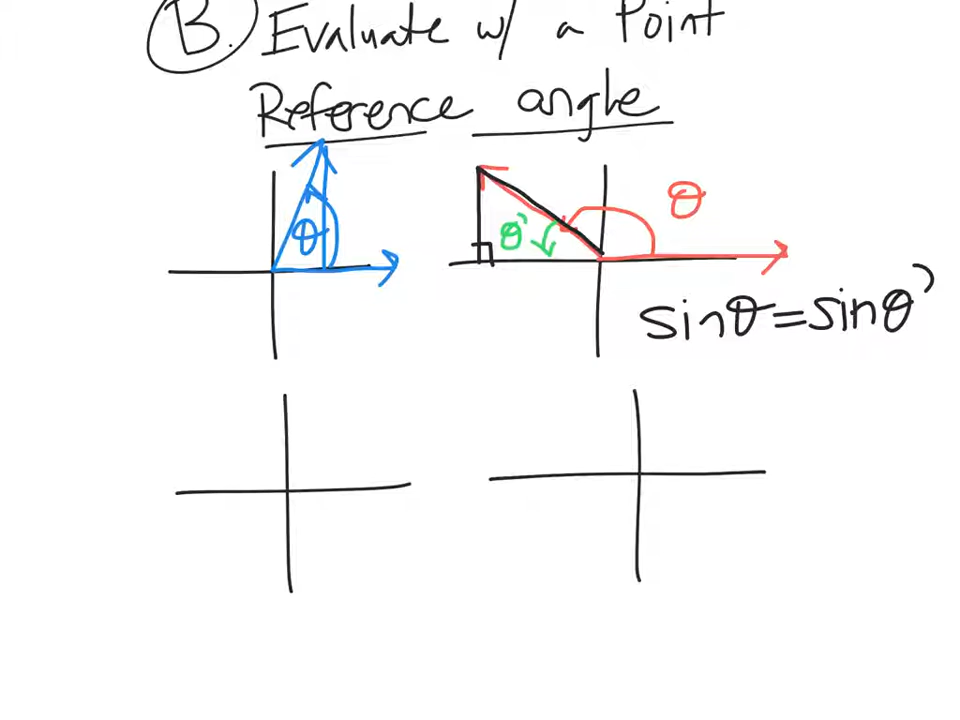 B. Evaluate w/ a Point
Reference angle
θ
θ' θ
sinθ=sinθ'